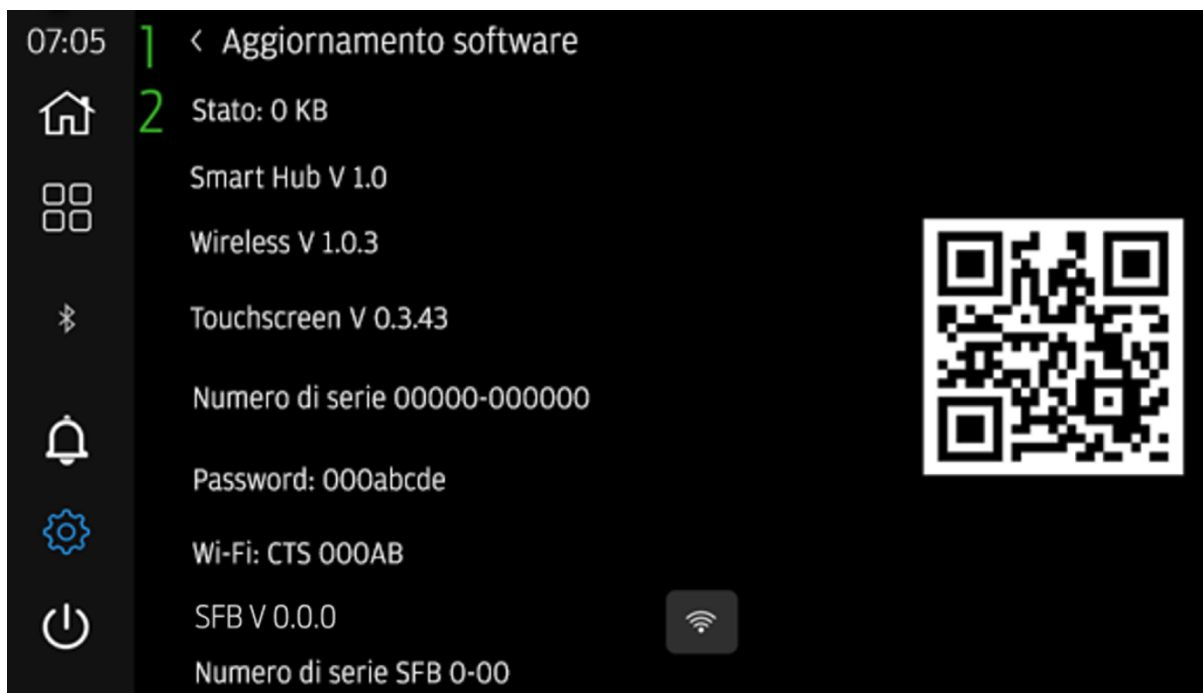 07:05
1 < Aggiornamento software
2 Stato: 0 KB
Smart Hub V 1.0
Wireless V 1.0.3
Touchscreen V 0.3.43
Numero di serie 00000-000000
Password: 000abcde
Wi-Fi: CTS 000AB
SFB V 0.0.0
Numero di serie SFB 0-00